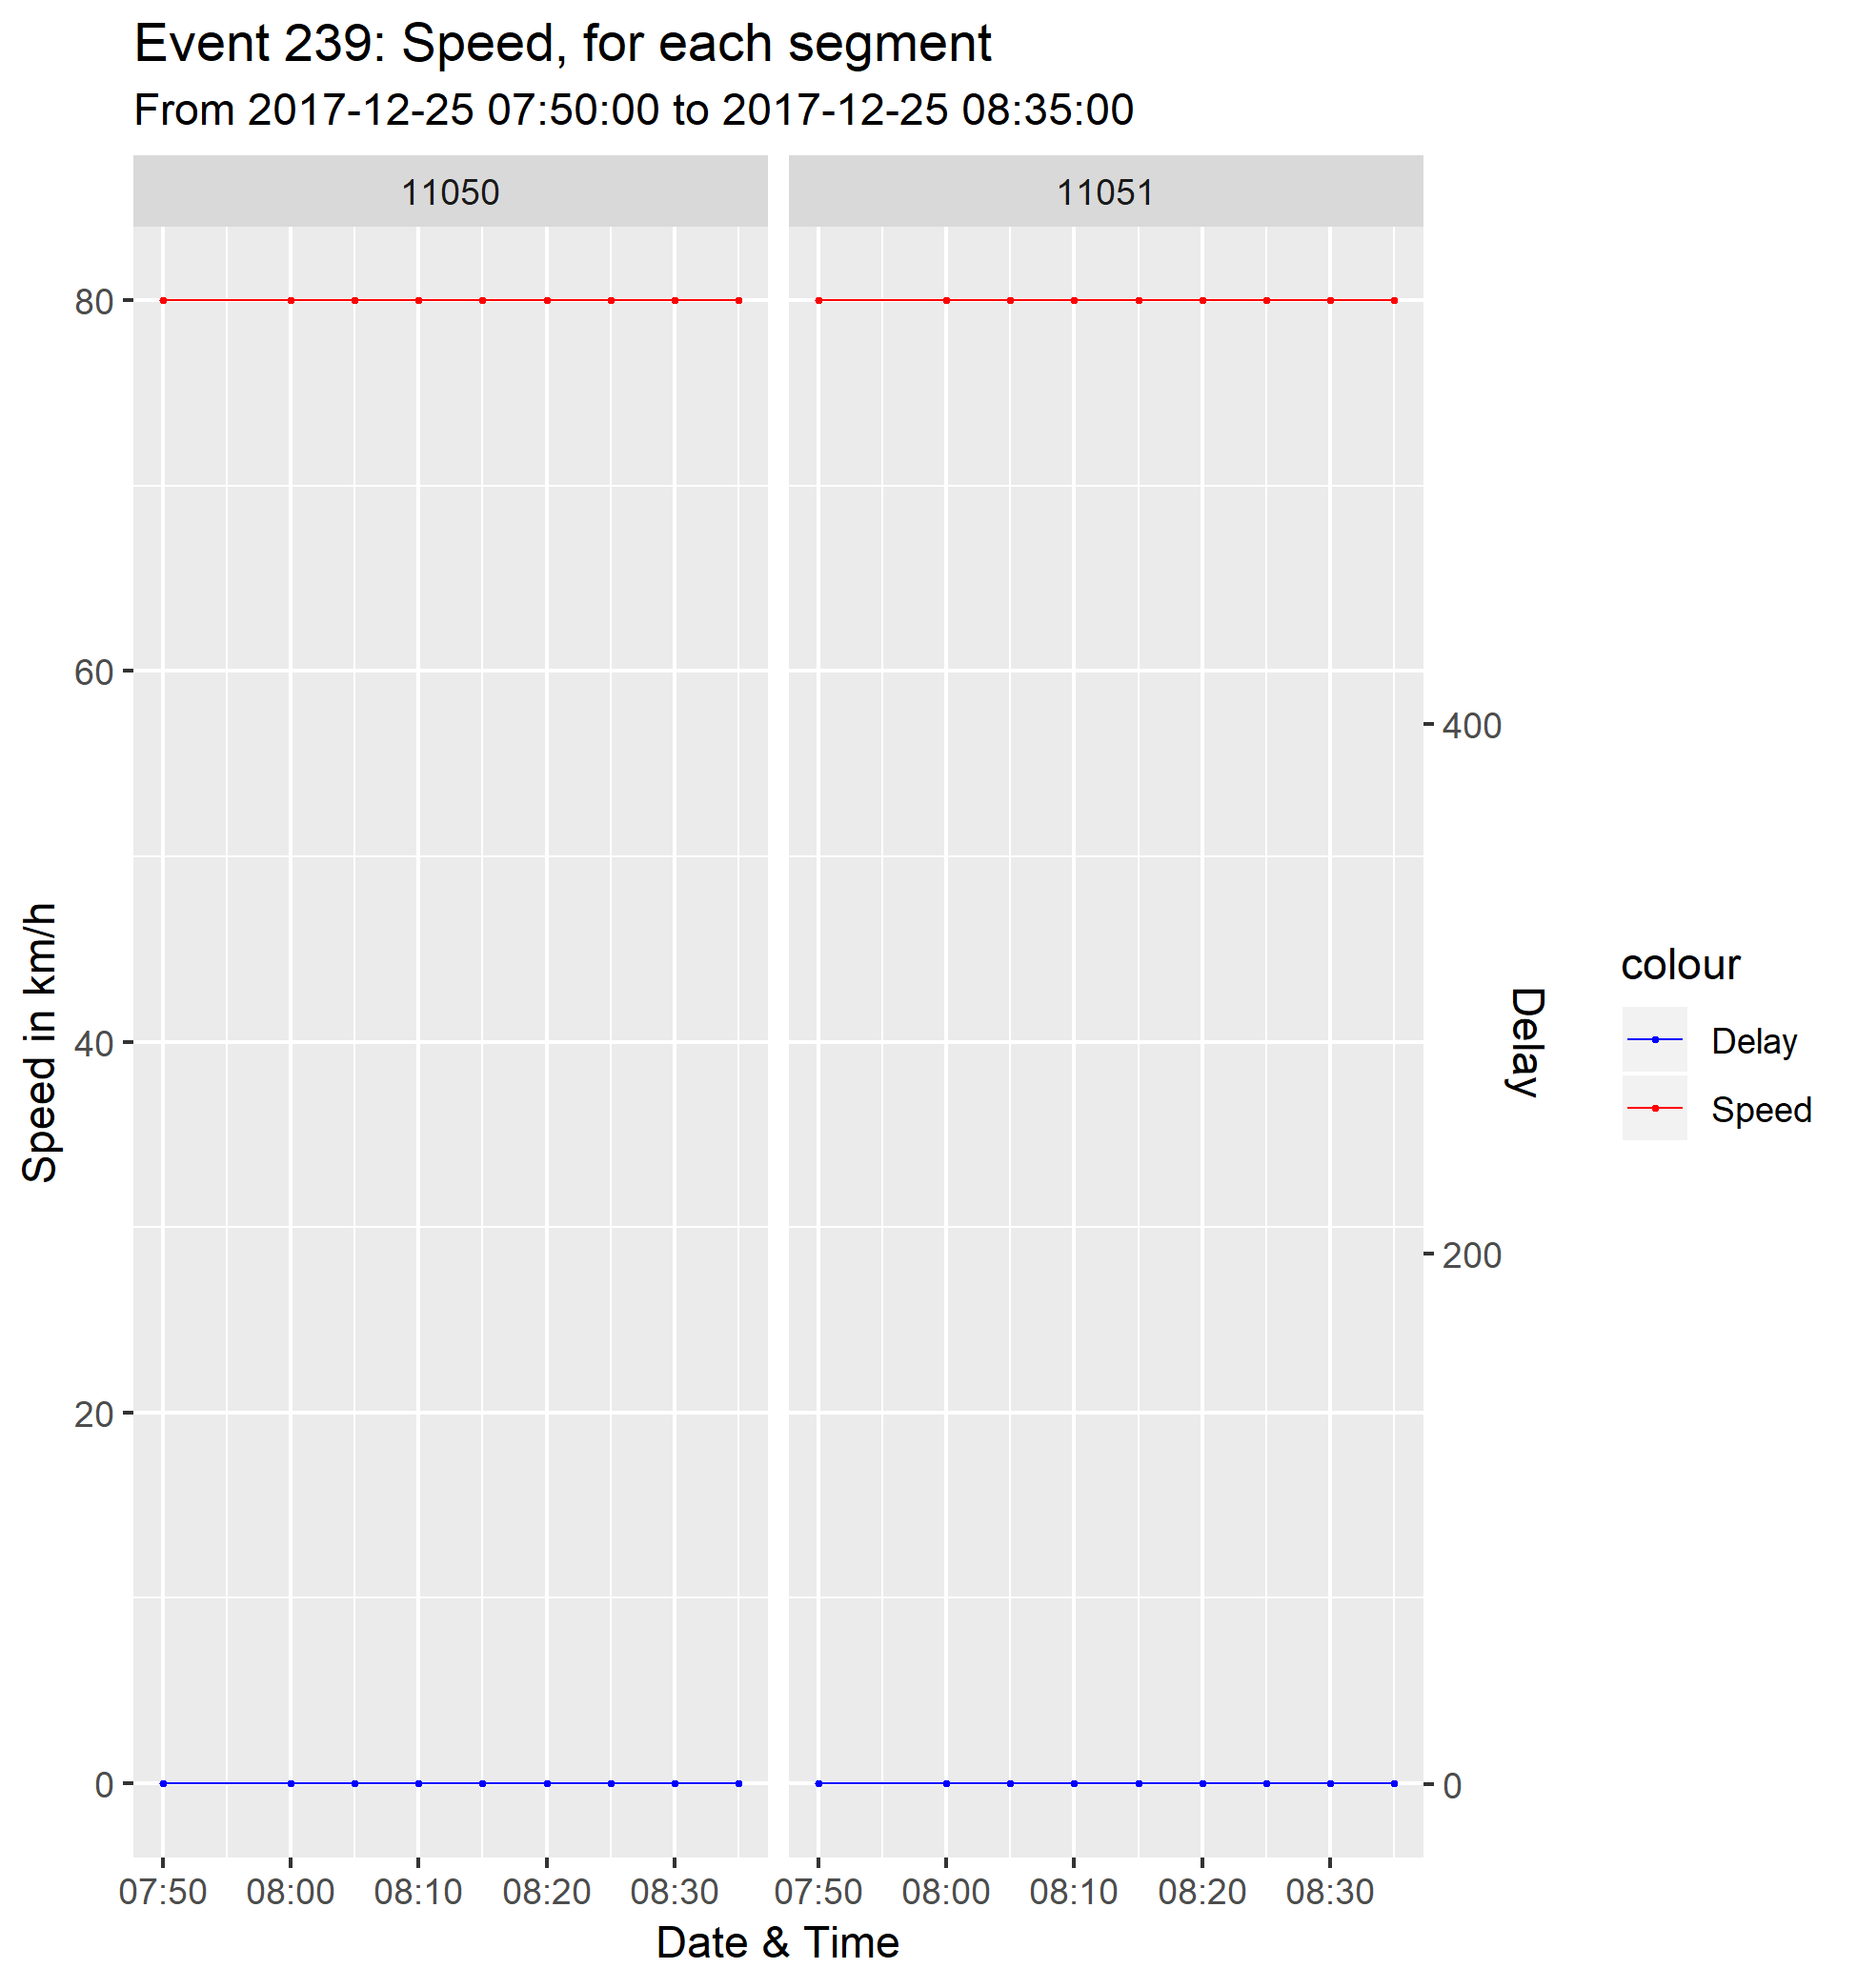 Event 239: Speed, for each segment
From 2017-12-25 07:50:00 to 2017-12-25 08:35:00
11050 11051
80
60
40
20
0
Speed in km/h
400
200
0
Delay
colour
Delay
Speed
07:50 08:00 08:10 08:20 08:30 07:50 08:00 08:10 08:20 08:30
Date & Time